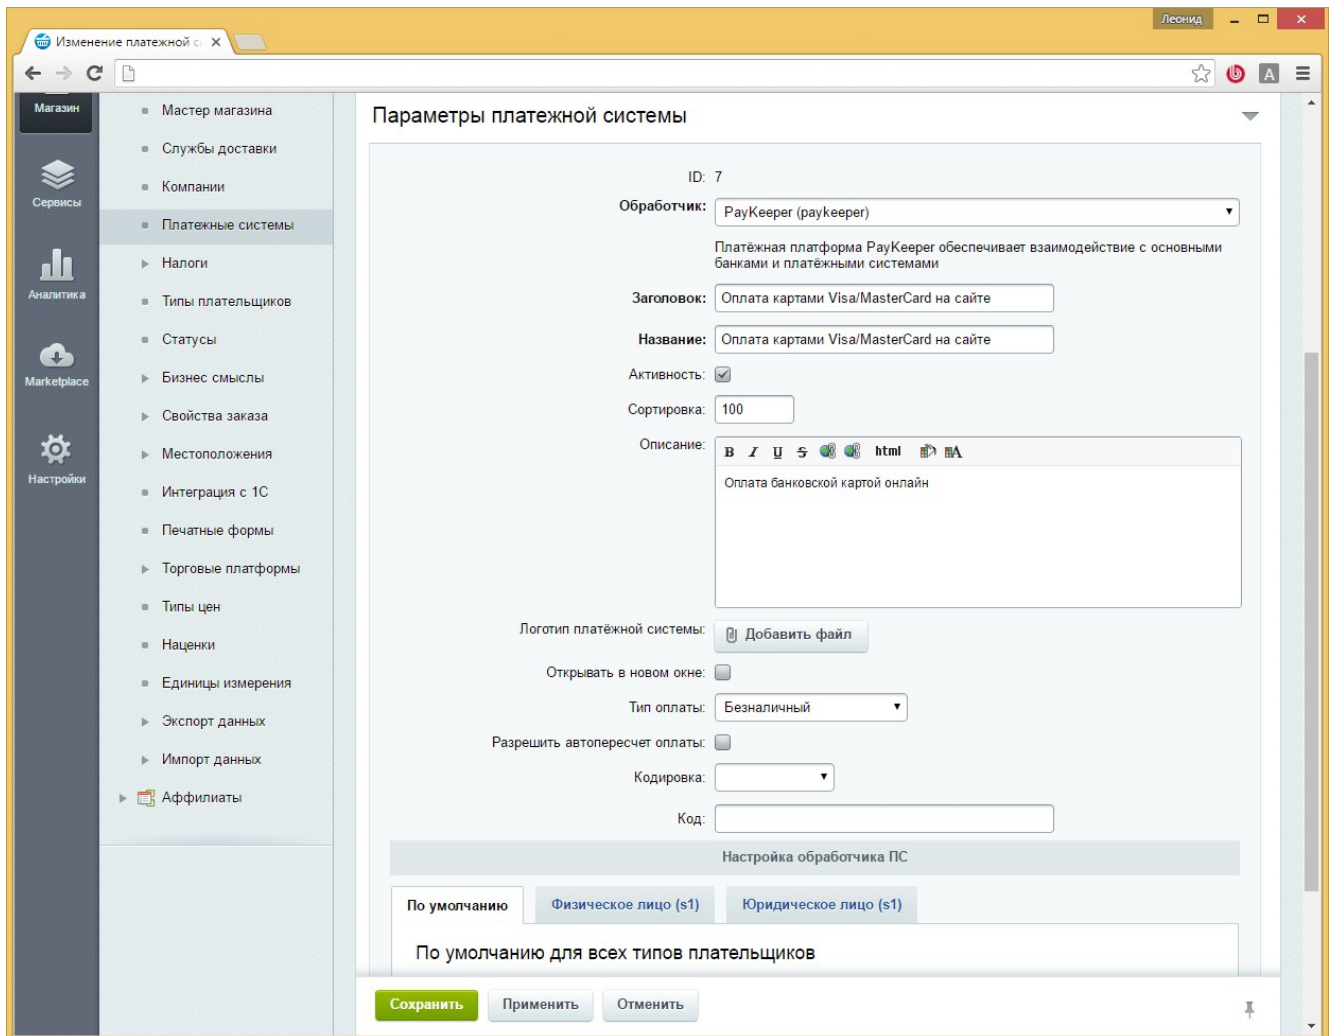 Леонид
Изменение платежной с
Магазин
Сервисы
Аналитика
Marketplace
Настройки
Мастер магазина
Службы доставки
Компании
Платежные системы
Налоги
Типы плательщиков
Статусы
Бизнес смыслы
Свойства заказа
Местоположения
Интеграция с 1С
Печатные формы
Торговые платформы
Типы цен
Наценки
Единицы измерения
Экспорт данных
Импорт данных
Аффилиаты
Параметры платежной системы
ID: 7
Обработчик: PayKeeper (paykeeper)
Платёжная платформа PayKeeper обеспечивает взаимодействие с основными
банками и платёжными системами
Заголовок: Оплата картами Visa/MasterCard на сайте
Название: Оплата картами Visa/MasterCard на сайте
Активность:
Сортировка: 100
Описание:
B I U S html A
Оплата банковской картой онлайн
Логотип платёжной системы: Добавить файл
Открывать в новом окне:
Тип оплаты: Безналичный
Разрешить автопересчет оплаты:
Кодировка:
Код:
Настройка обработчика ПС
По умолчанию Физическое лицо (s1) Юридическое лицо (s1)
По умолчанию для всех типов плательщиков
Сохранить Применить Отменить